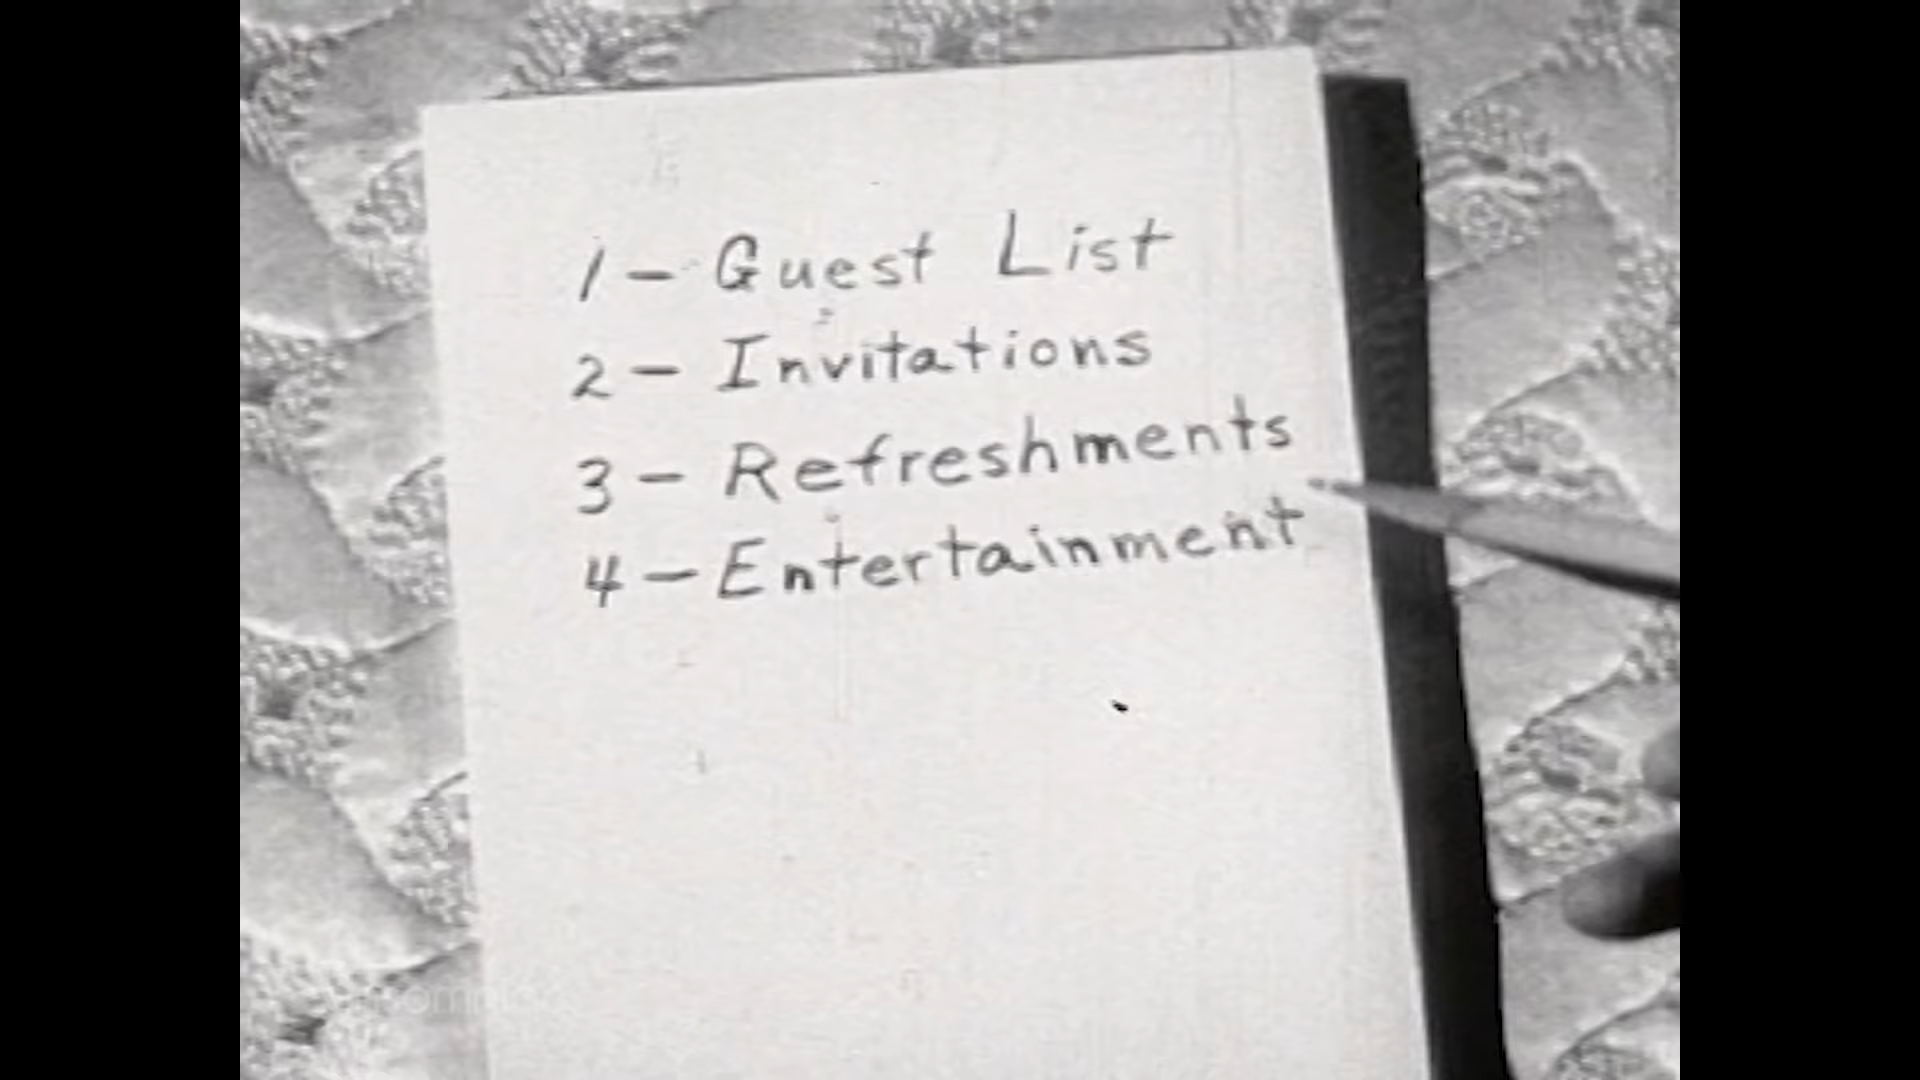 1 - Guest List
2 - Invitations
3 - Refreshments
4 - Entertainment